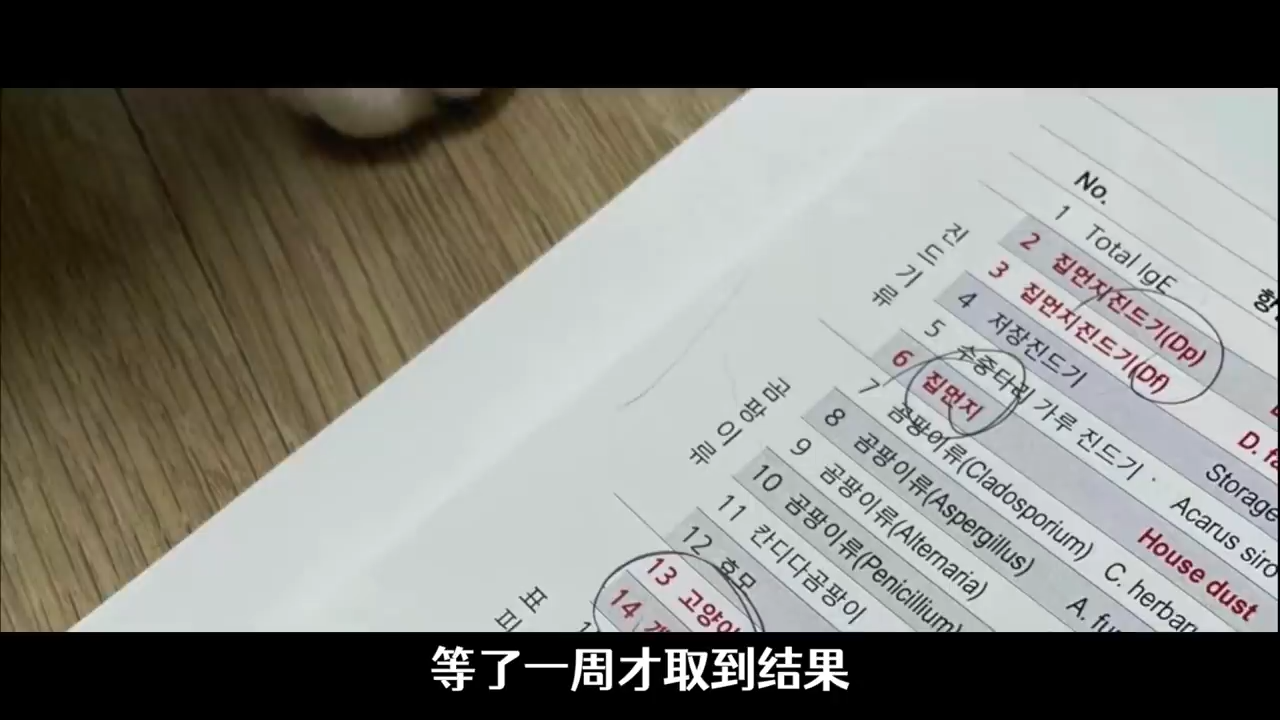 No.
1 Total IgE
진드기류
2 집먼지진드기(Dp)
3 집먼지진드기(Df)
D. fa
4 저장진드기
Storage
5 수중다리 가루 진드기 · Acarus siro
6 집먼지
House dust
곰팡이류
7 곰팡이류(Cladosporium) C. herbar
8 곰팡이류(Aspergillus) A. fu
9 곰팡이류(Alternaria)
10 곰팡이류(Penicillium)
11 칸디다곰팡이
12 효모
표피
13 고양이
14
等了一周才取到结果